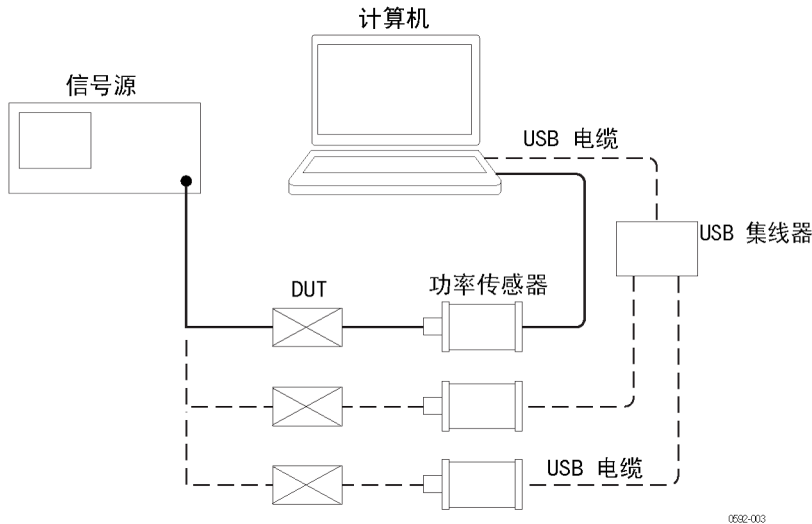 计算机
信号源
USB 电缆
USB 集线器
DUT
功率传感器
USB 电缆
0592-003